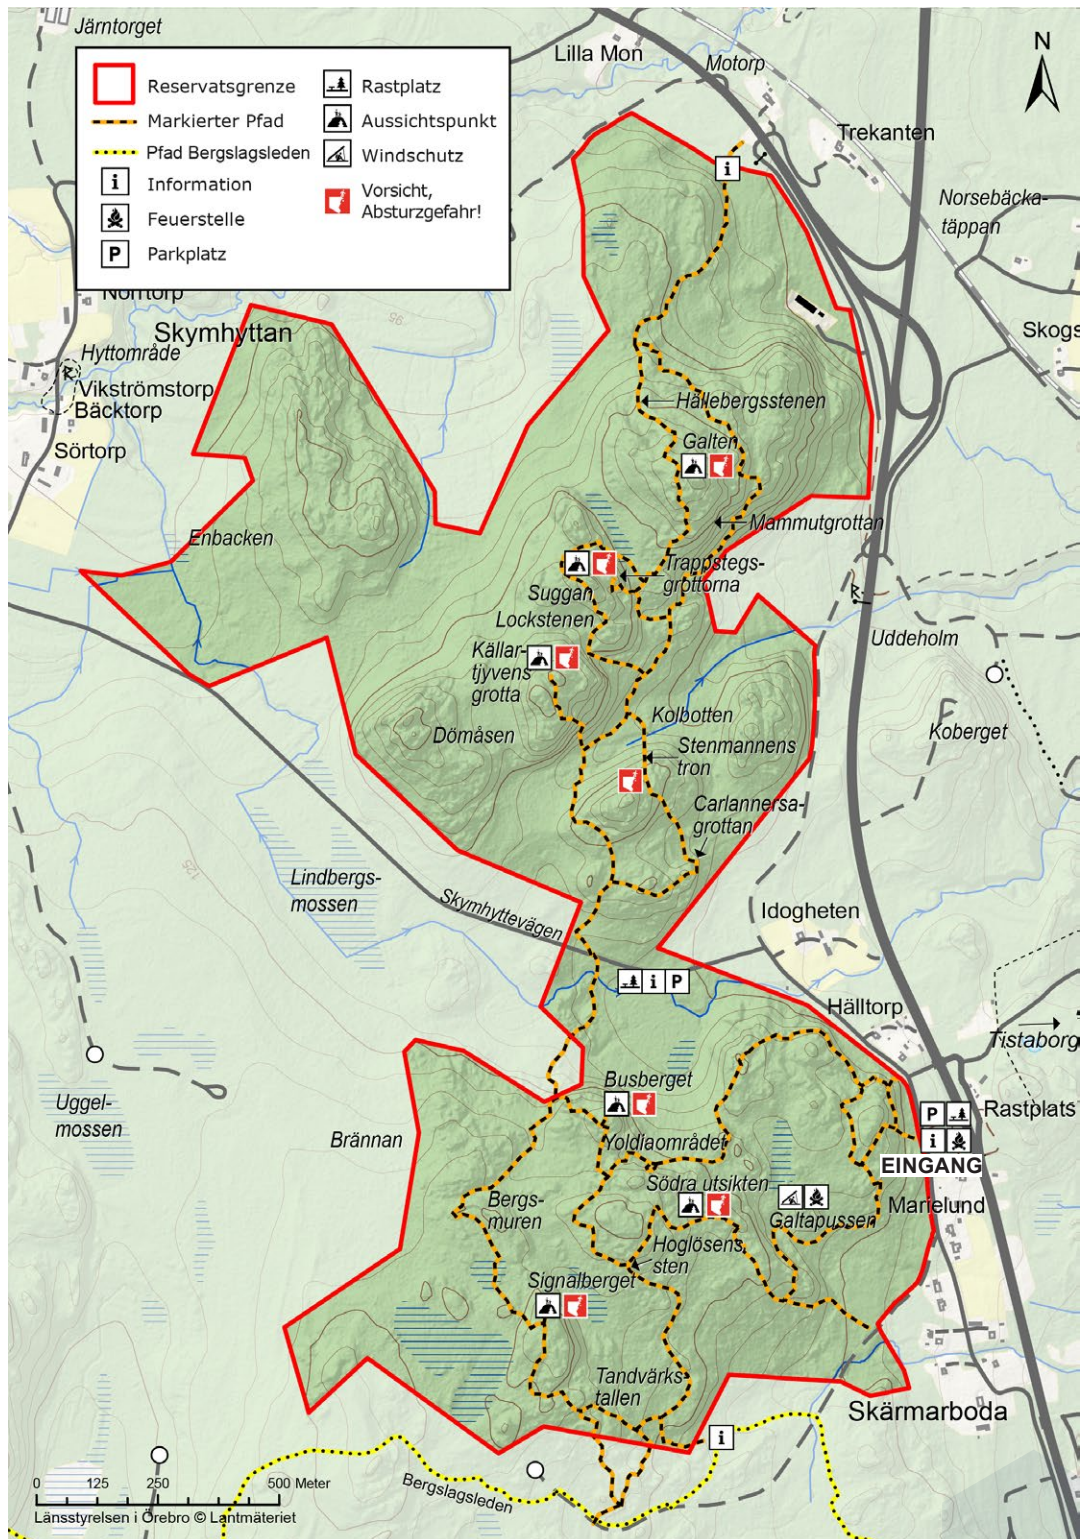 Järntorget
Lilla Mon
Motorp
N
Reservatsgrenze
Markierter Pfad
Pfad Bergslagsleden
i
Information
Feuerstelle
P
Parkplatz
Rastplatz
Aussichtspunkt
Windschutz
Vorsicht,
Absturzgefahr!
Trekanten
i
Norsebäcka-
täppan
Norrtorp
95
Skymhyttan
Skogs
Hyttområde
R
Vikströmstorp
Bäcktorp
Hällebergsstenen
Sörtorp
Galten
Mammutgrottan
Enbacken
Trappstegs-
grottorna
Suggan
R
Lockstenen
Uddeholm
Källar-
tjyvens
grotta
Kolbotten
Koberget
Dömåsen
Stenmannens
tron
Carlannersa-
grottan
125
Lindbergs-
mossen
Skymhyttevägen
Idogheten
i P
Hälltorp
Tistaborg
Busberget
Uggel-
mossen
P
Rastplats
Brännan
Yoldiaområdet
i
EINGANG
Södra utsikten
Bergs-
muren
Galtapussen
Marielund
Hoglösens
sten
Signalberget
Tandvärks-
tallen
Skärmarboda
i
Bergslagsleden
0 125 250 500 Meter
Länsstyrelsen i Örebro © Lantmäteriet